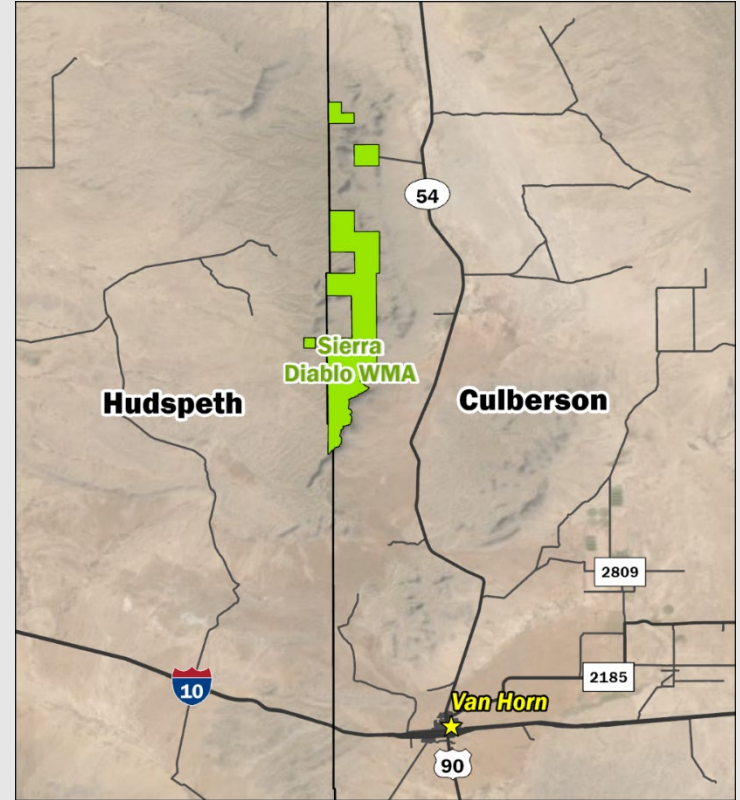 54
Sierra
Diablo WMA
Hudspeth
Culberson
2809
2185
10
Van Horn
90